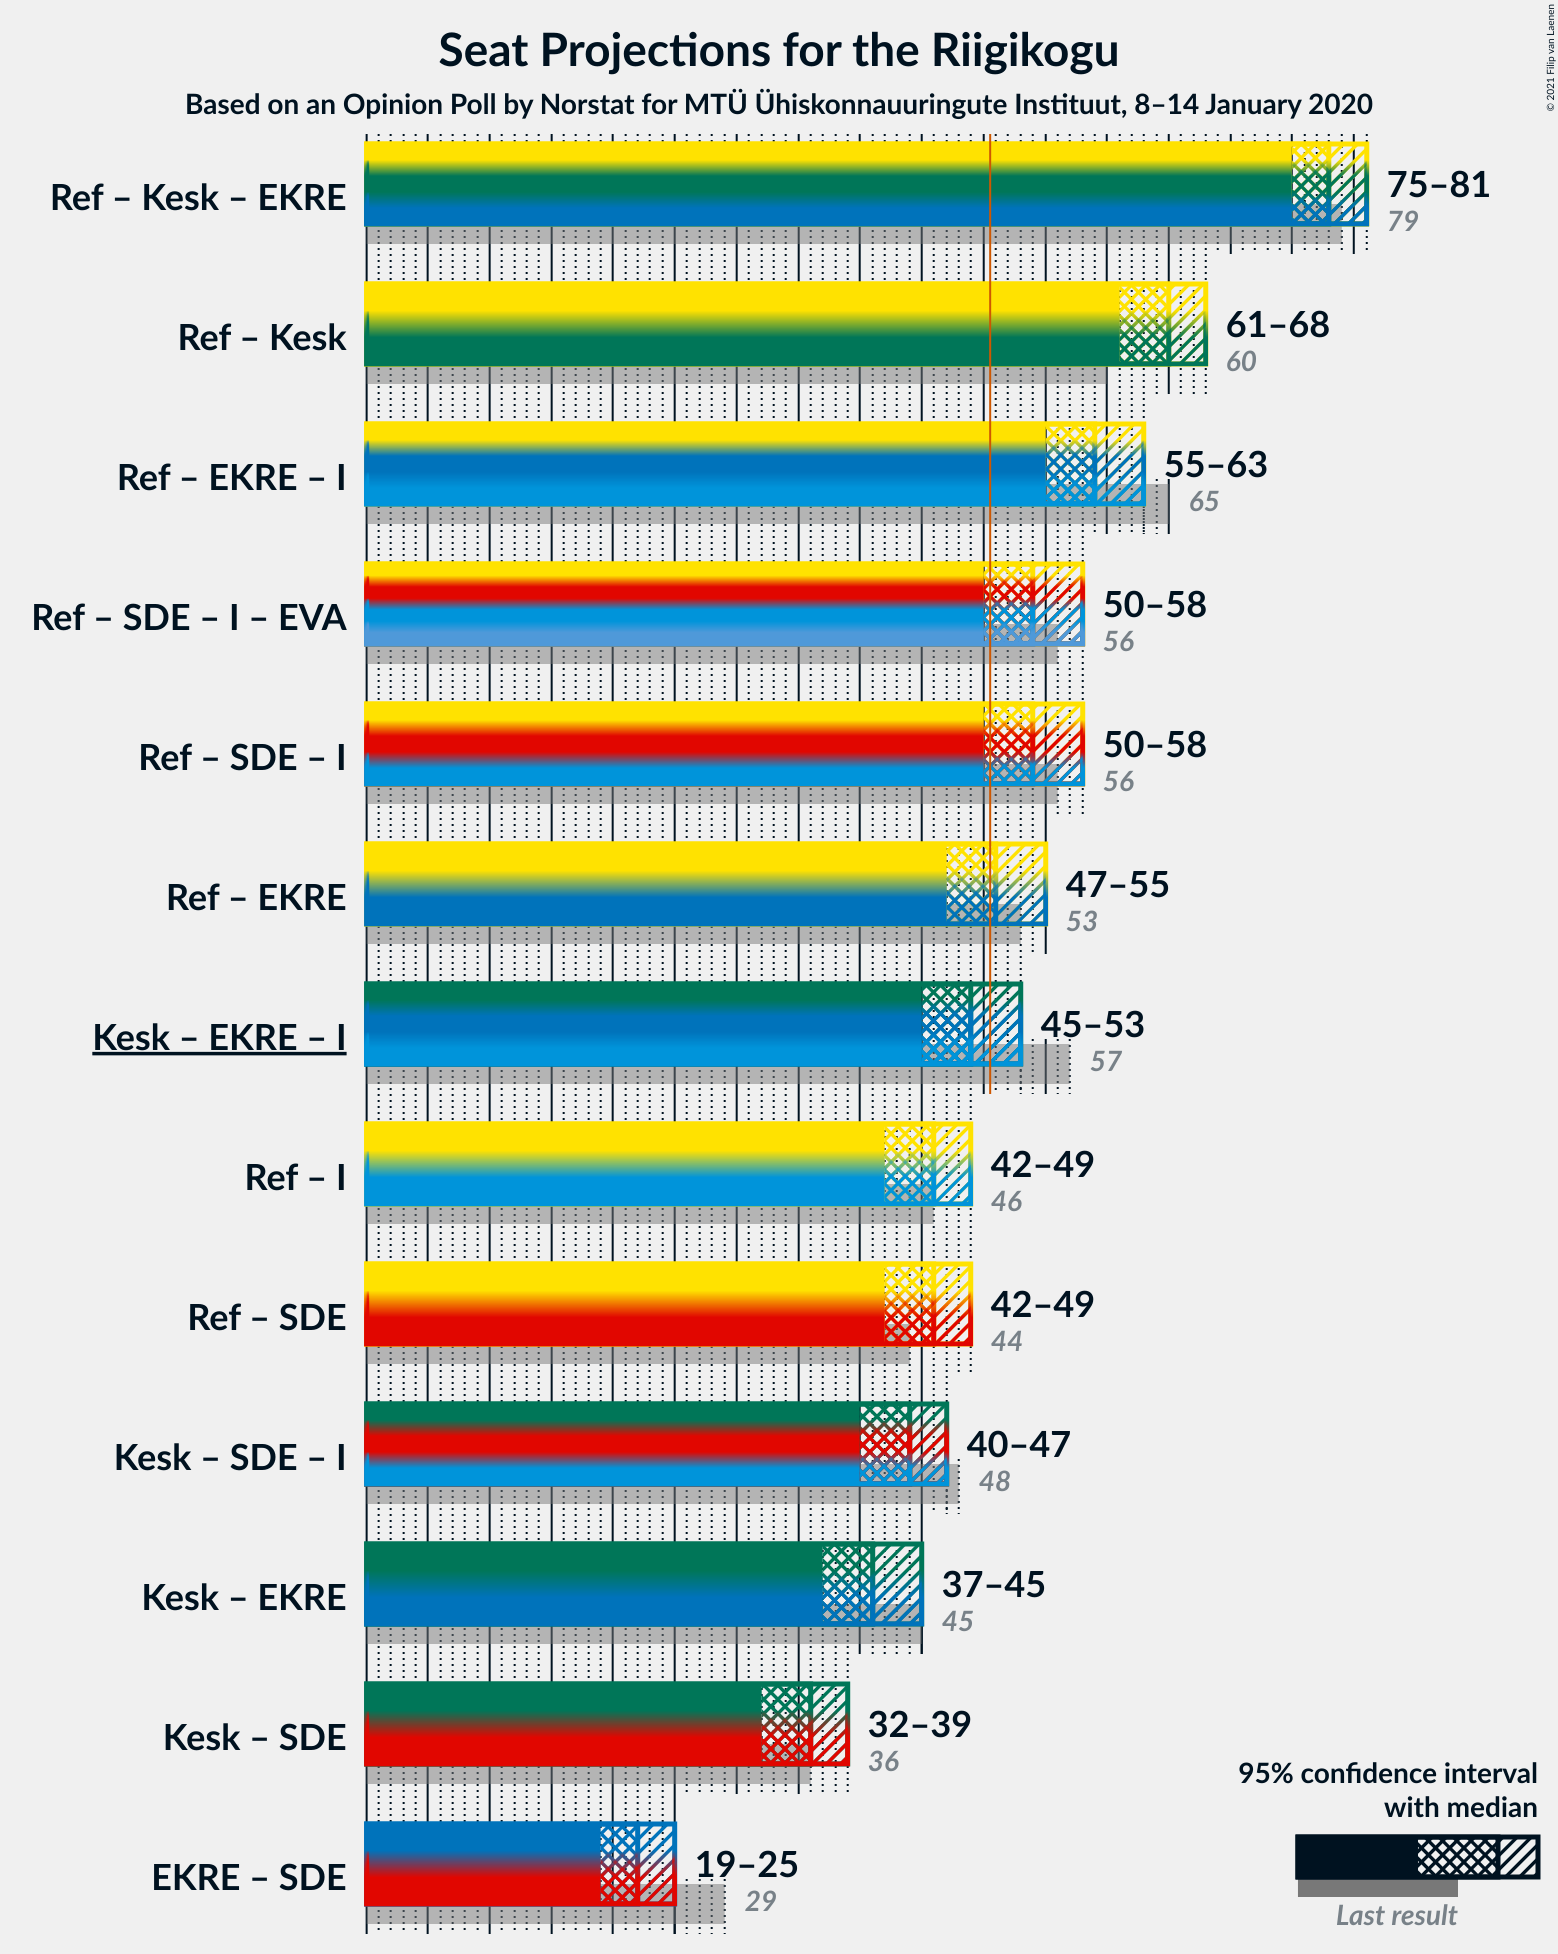 Seat Projections for the Riigikogu
Based on an Opinion Poll by Norstat for MTÜ Ühiskonnauuringute Instituut, 8–14 January 2020
© 2021 Filip van Laenen
Ref – Kesk – EKRE
75–81
79
Ref – Kesk
61–68
60
Ref – EKRE – I
55–63
65
Ref – SDE – I – EVA
50–58
56
Ref – SDE – I
50–58
56
Ref – EKRE
47–55
53
Kesk – EKRE – I
45–53
57
Ref – I
42–49
46
Ref – SDE
42–49
44
Kesk – SDE – I
40–47
48
Kesk – EKRE
37–45
45
Kesk – SDE
32–39
36
EKRE – SDE
19–25
29
95% confidence interval
with median
Last result